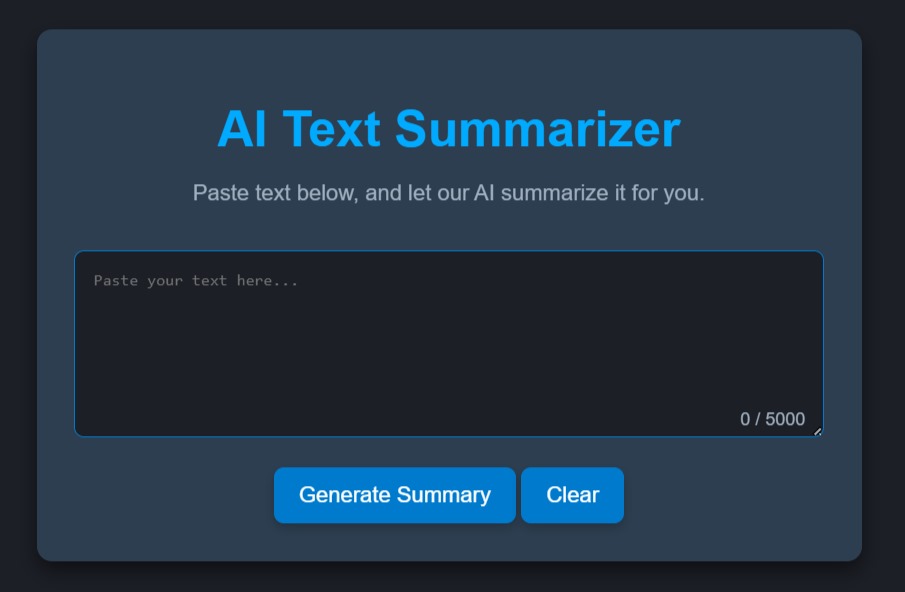 AI Text Summarizer
Paste text below, and let our AI summarize it for you.
Paste your text here...
0 / 5000
Generate Summary Clear